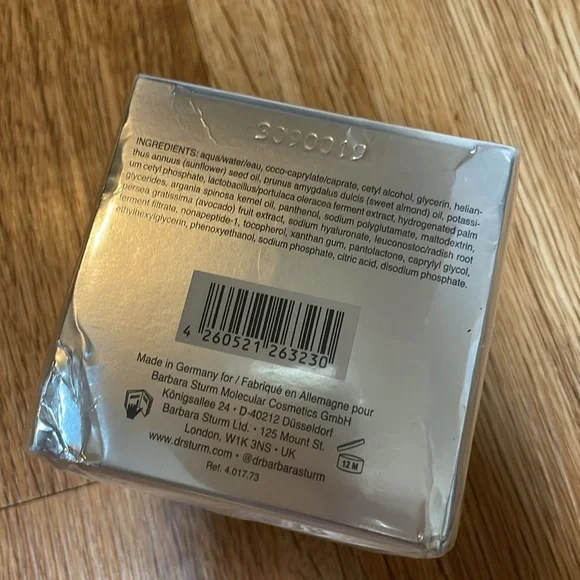 3090019
INGREDIENTS: aqua/water/eau, coco-caprylate/caprate, cetyl alcohol, glycerin, helian-
thus annuus (sunflower) seed oil, prunus amygdalus dulcis (sweet almond) oil, potassi-
um cetyl phosphate, lactobacillus/portulaca oleracea ferment extract, hydrogenated palm
glycerides, argania spinosa kernel oil, panthenol, sodium polyglutamate, maltodextrin,
persea gratissima (avocado) fruit extract, sodium hyaluronate, leuconostoc/radish root
ferment filtrate, nonapeptide-1, tocopherol, xanthan gum, pantolactone, caprylyl glycol,
ethylhexylglycerin, phenoxyethanol, sodium phosphate, citric acid, disodium phosphate.
4 260521 263230
Made in Germany for / Fabriqué en Allemagne pour
Barbara Sturm Molecular Cosmetics GmbH
Königsallee 24 • D-40212 Düsseldorf
Barbara Sturm Ltd. • 125 Mount St.
London, W1K 3NS • UK
www.drsturm.com • @drbarbarasturm
12 M
Ref. 4.017.73